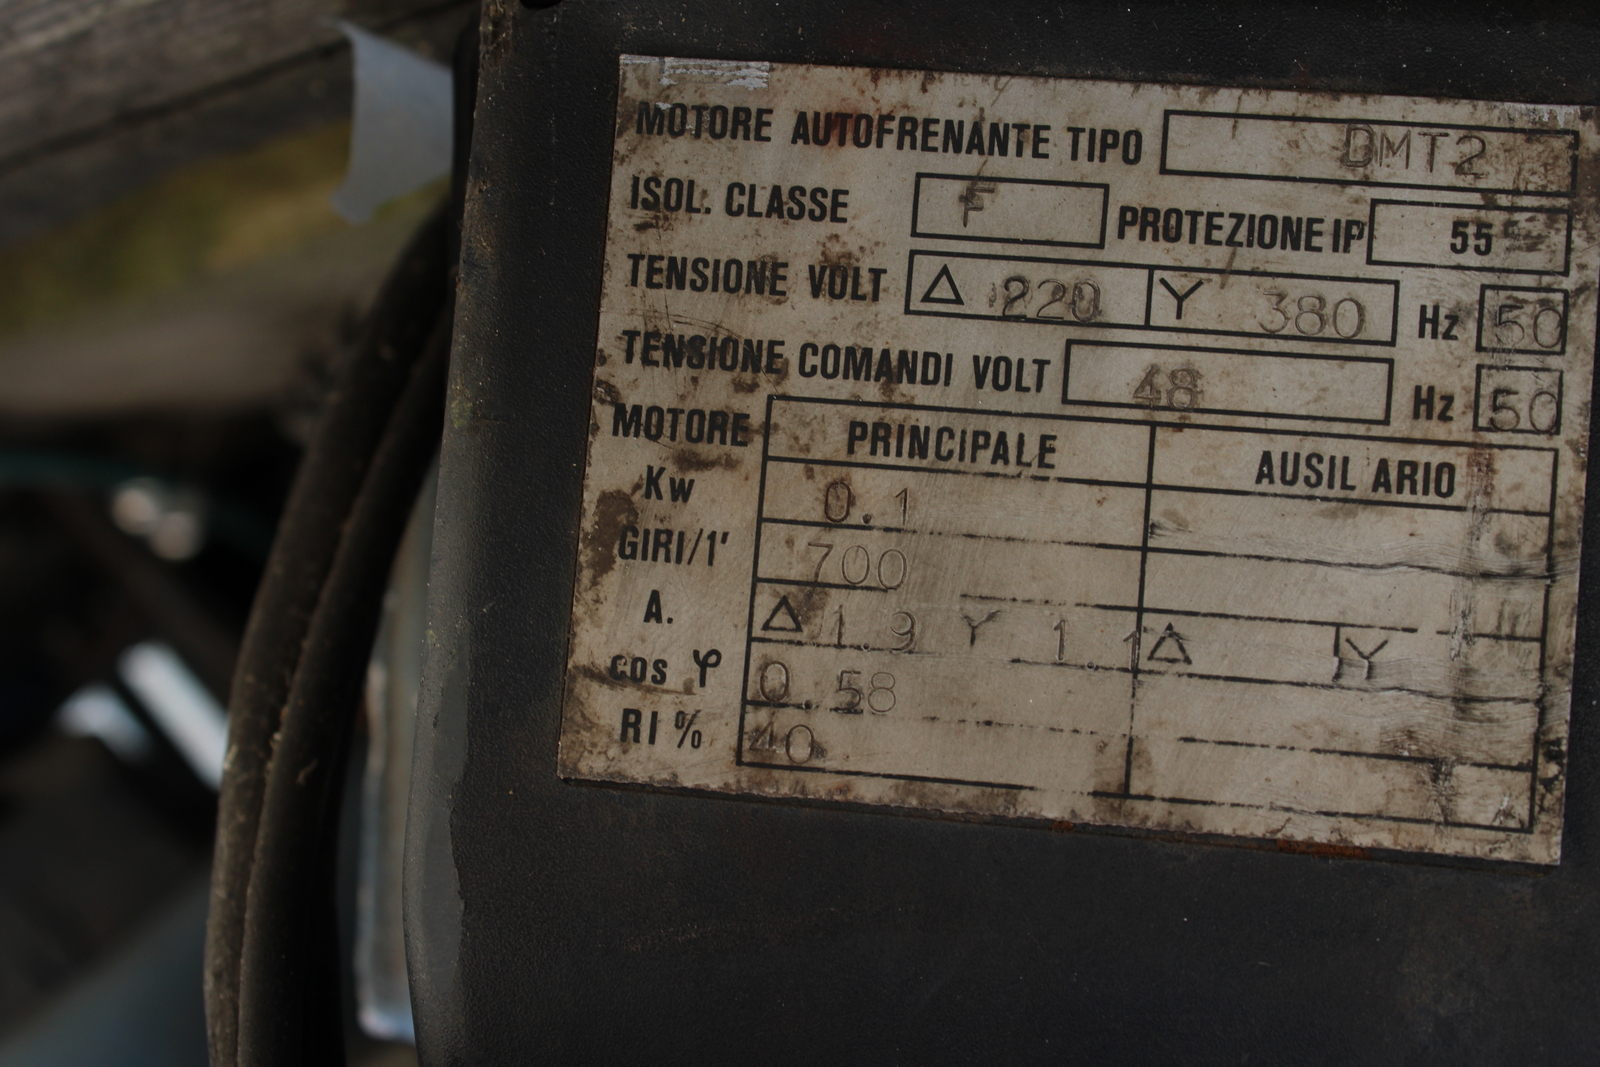 MOTORE AUTOFRENANTE TIPO DMT2
ISOL. CLASSE F PROTEZIONE IP 55
TENSIONE VOLT Δ 220 Y 380 Hz 50
TENSIONE COMANDI VOLT 48 Hz 50
MOTORE PRINCIPALE AUSIL ARIO
Kw 0.1
GIRI/1' 700
A. Δ 1.9 Y 1.1 Δ Y
cos φ 0.58
RI % 40